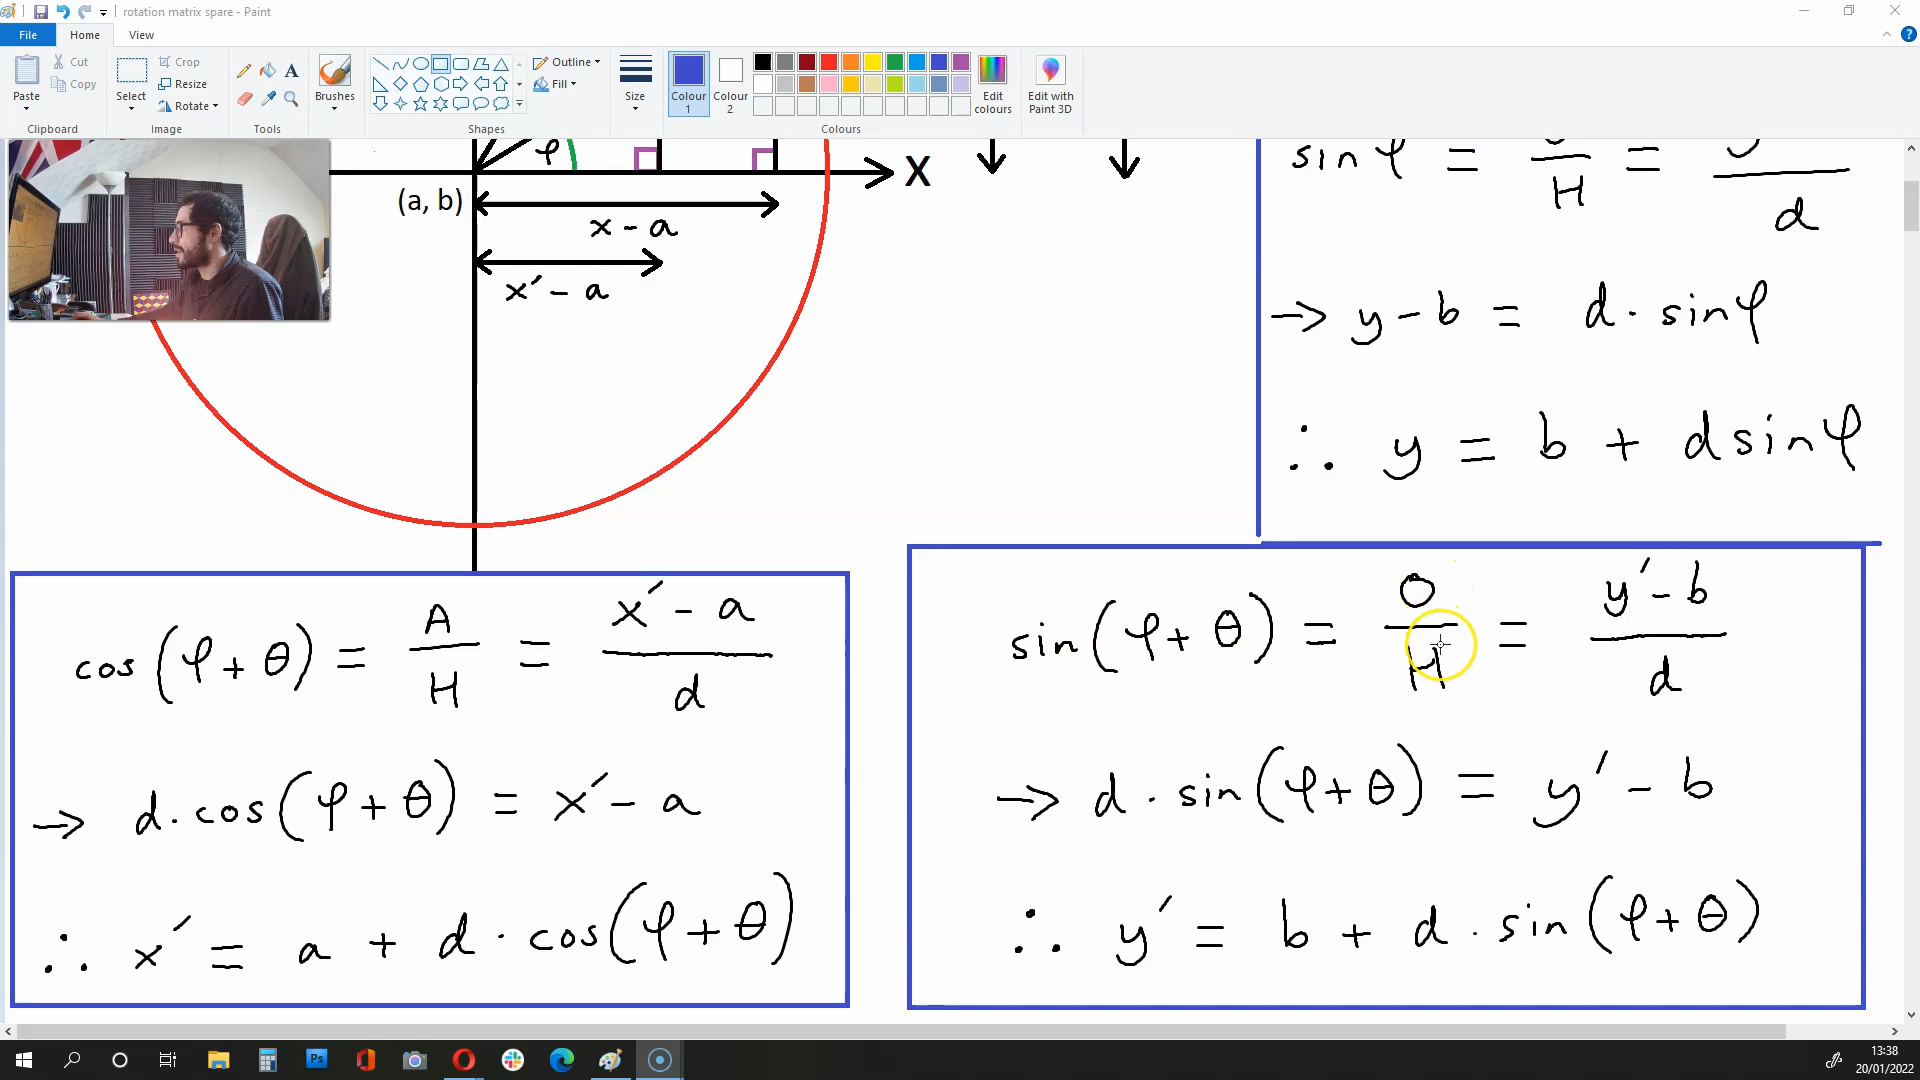 rotation matrix spare - Paint
File Home View
Paste Cut Copy Clipboard
Select Crop Resize Rotate Image
Tools
Brushes
Shapes
Outline Fill
Size
Colour 1 Colour 2
Edit colours
Colours
Edit with Paint 3D
φ
X
(a, b)
x - a
x′ - a
sin φ = / H = / d
→ y - b = d · sin φ
∴ y = b + d sin φ
cos(φ + θ) = A / H = x′ - a / d
→ d · cos(φ + θ) = x′ - a
∴ x′ = a + d · cos(φ + θ)
sin(φ + θ) = O / H = y′ - b / d
→ d · sin(φ + θ) = y′ - b
∴ y′ = b + d · sin(φ + θ)
Ps
13:38
20/01/2022